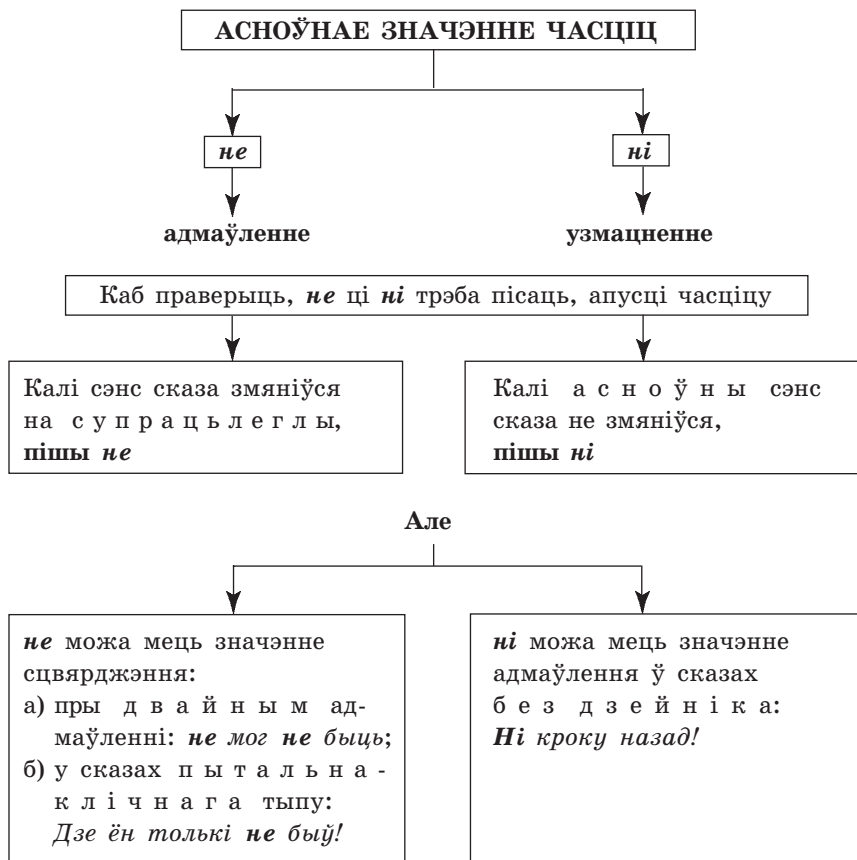 АСНОЎНАЕ ЗНАЧЭННЕ ЧАСЦІЦ
не
ні
адмаўленне
узмацненне
Каб праверыць, не ці ні трэба пісаць, апусці часціцу
Калі сэнс сказа змяніўся
на супрацьлеглы,
пішы не
Калі асноўны сэнс
сказа не змяніўся,
пішы ні
Але
не можа мець значэнне
сцвярджэння:
а) пры двайным ад-
маўленні: не мог не быць;
б) у сказах пытальна-
клічнага тыпу:
Дзе ён толькі не быў!
ні можа мець значэнне
адмаўлення ў сказах
без дзейніка:
Ні кроку назад!